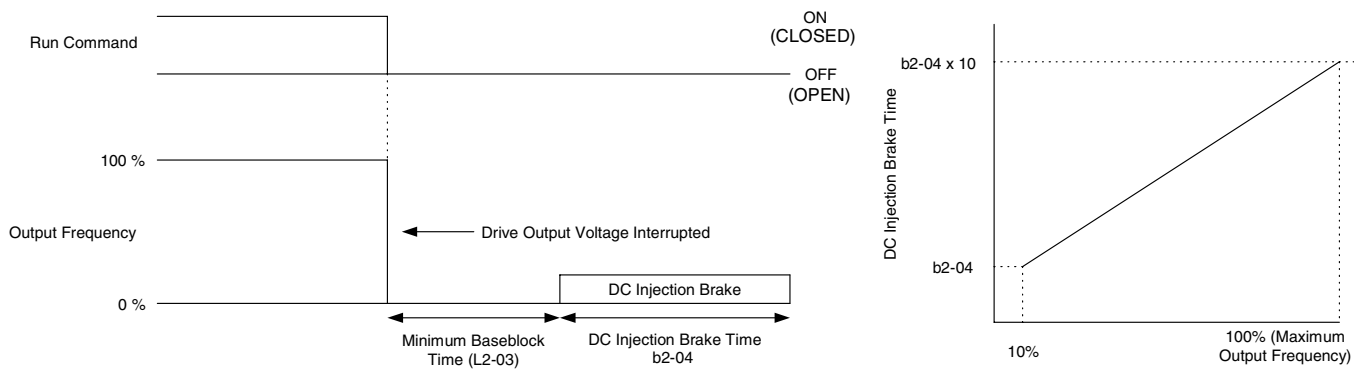 Run Command
ON
(CLOSED)
OFF
(OPEN)
100 %
Output Frequency
Drive Output Voltage Interrupted
DC Injection Brake
0 %
Minimum Baseblock
Time (L2-03)
DC Injection Brake Time
b2-04
b2-04 x 10
DC Injection Brake Time
b2-04
10%
100% (Maximum
Output Frequency)